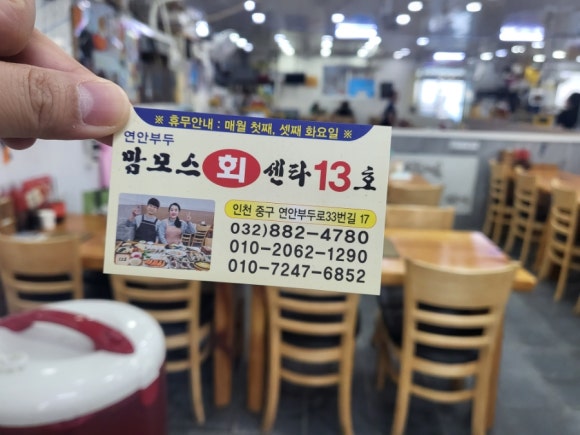 ※ 휴무안내 : 매월 첫째, 셋째 화요일 ※
연안부두
맘모스 회 센타 13호
인천 중구 연안부두로33번길 17
032)882-4780
010-2062-1290
010-7247-6852